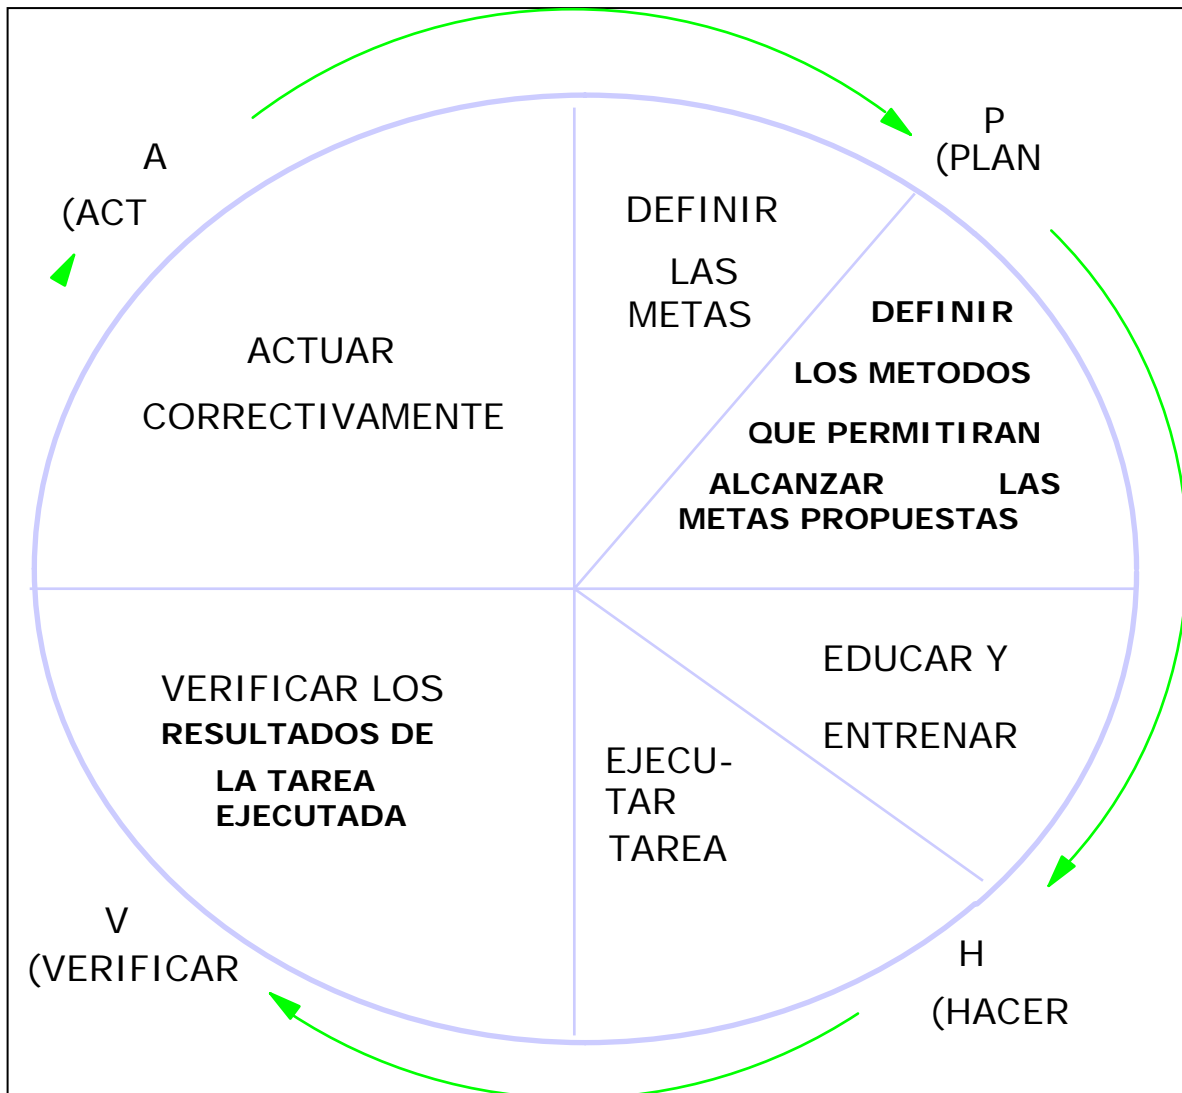 A
(ACT
P
(PLAN
DEFINIR
LAS
METAS
DEFINIR
LOS METODOS
QUE PERMITIRAN
ALCANZAR LAS
METAS PROPUESTAS
ACTUAR
CORRECTIVAMENTE
EDUCAR Y
ENTRENAR
EJECU-
TAR
TAREA
VERIFICAR LOS
RESULTADOS DE
LA TAREA
EJECUTADA
V
(VERIFICAR
H
(HACER